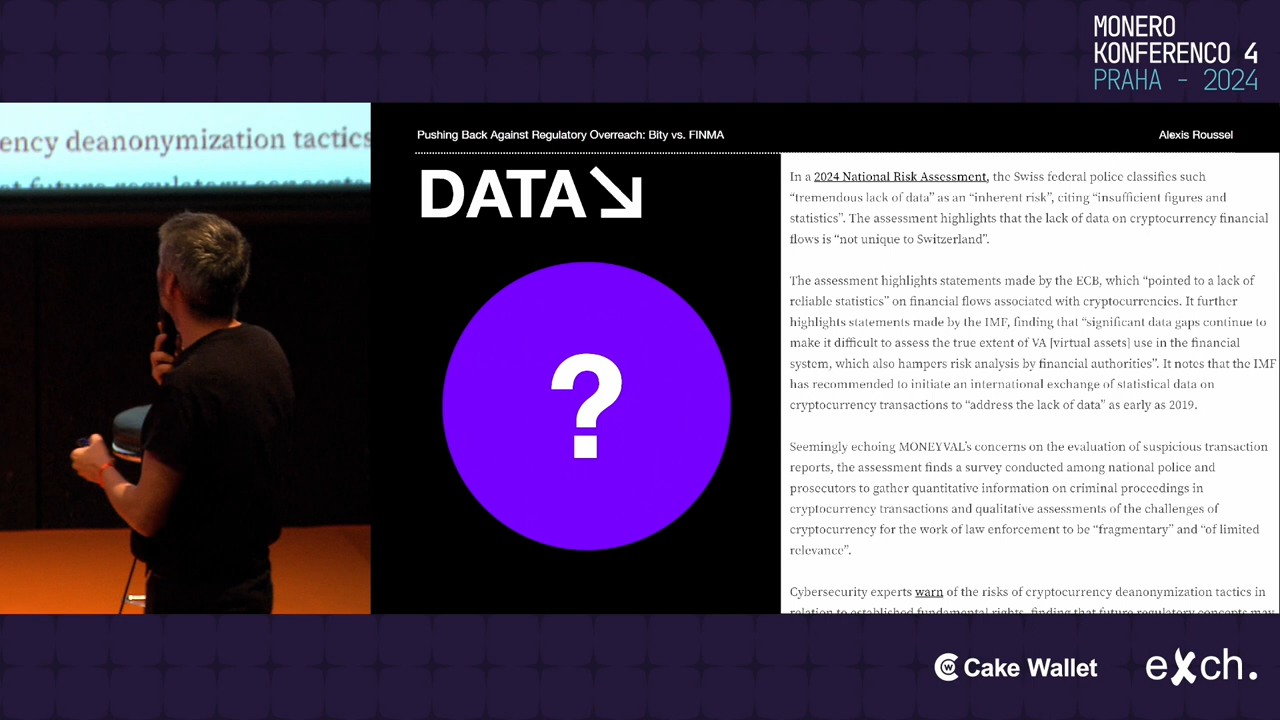 MONERO
KONFERENCO 4
PRAHA - 2024
ency deanonymization tactics
Pushing Back Against Regulatory Overreach: Bity vs. FINMA
Alexis Roussel
DATA
?
In a 2024 National Risk Assessment, the Swiss federal police classifies such
“tremendous lack of data” as an “inherent risk”, citing “insufficient figures and
statistics”. The assessment highlights that the lack of data on cryptocurrency financial
flows is “not unique to Switzerland”.
The assessment highlights statements made by the ECB, which “pointed to a lack of
reliable statistics” on financial flows associated with cryptocurrencies. It further
highlights statements made by the IMF, finding that “significant data gaps continue to
make it difficult to assess the true extent of VA [virtual assets] use in the financial
system, which also hampers risk analysis by financial authorities”. It notes that the IMF
has recommended to initiate an international exchange of statistical data on
cryptocurrency transactions to “address the lack of data” as early as 2019.
Seemingly echoing MONEYVAL’s concerns on the evaluation of suspicious transaction
reports, the assessment finds a survey conducted among national police and
prosecutors to gather quantitative information on criminal proceedings in
cryptocurrency transactions and qualitative assessments of the challenges of
cryptocurrency for the work of law enforcement to be “fragmentary” and “of limited
relevance”.
Cybersecurity experts warn of the risks of cryptocurrency deanonymization tactics in
relation to established fundamental rights, finding that future regulatory concepts may
Cake Wallet
exch.